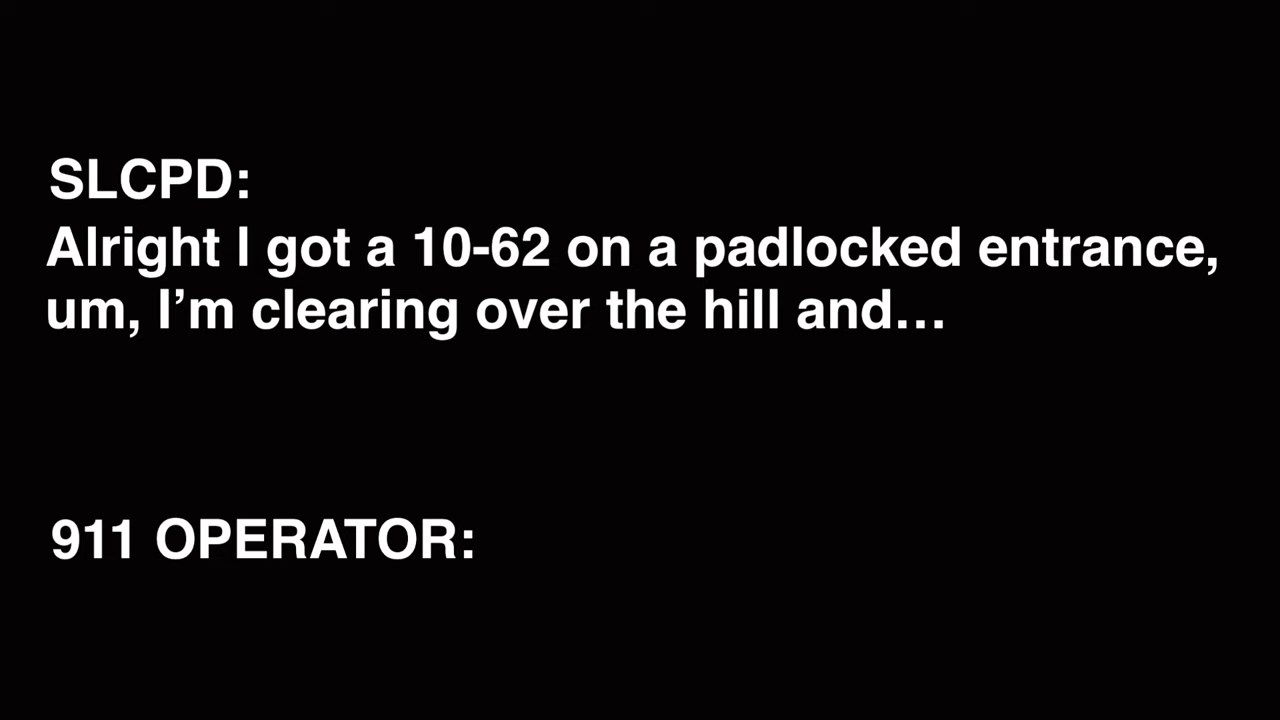 SLCPD:
Alright I got a 10-62 on a padlocked entrance,
um, I’m clearing over the hill and…
911 OPERATOR: